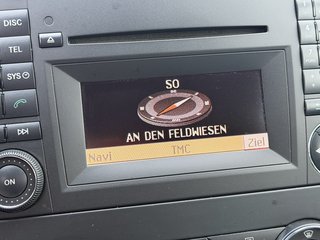 DISC
TEL
SYS
SO
AN DEN FELDWIESEN
Navi TMC Ziel
ON